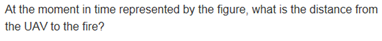 At the moment in time represented by the figure, what is the distance from
the UAV to the fire?